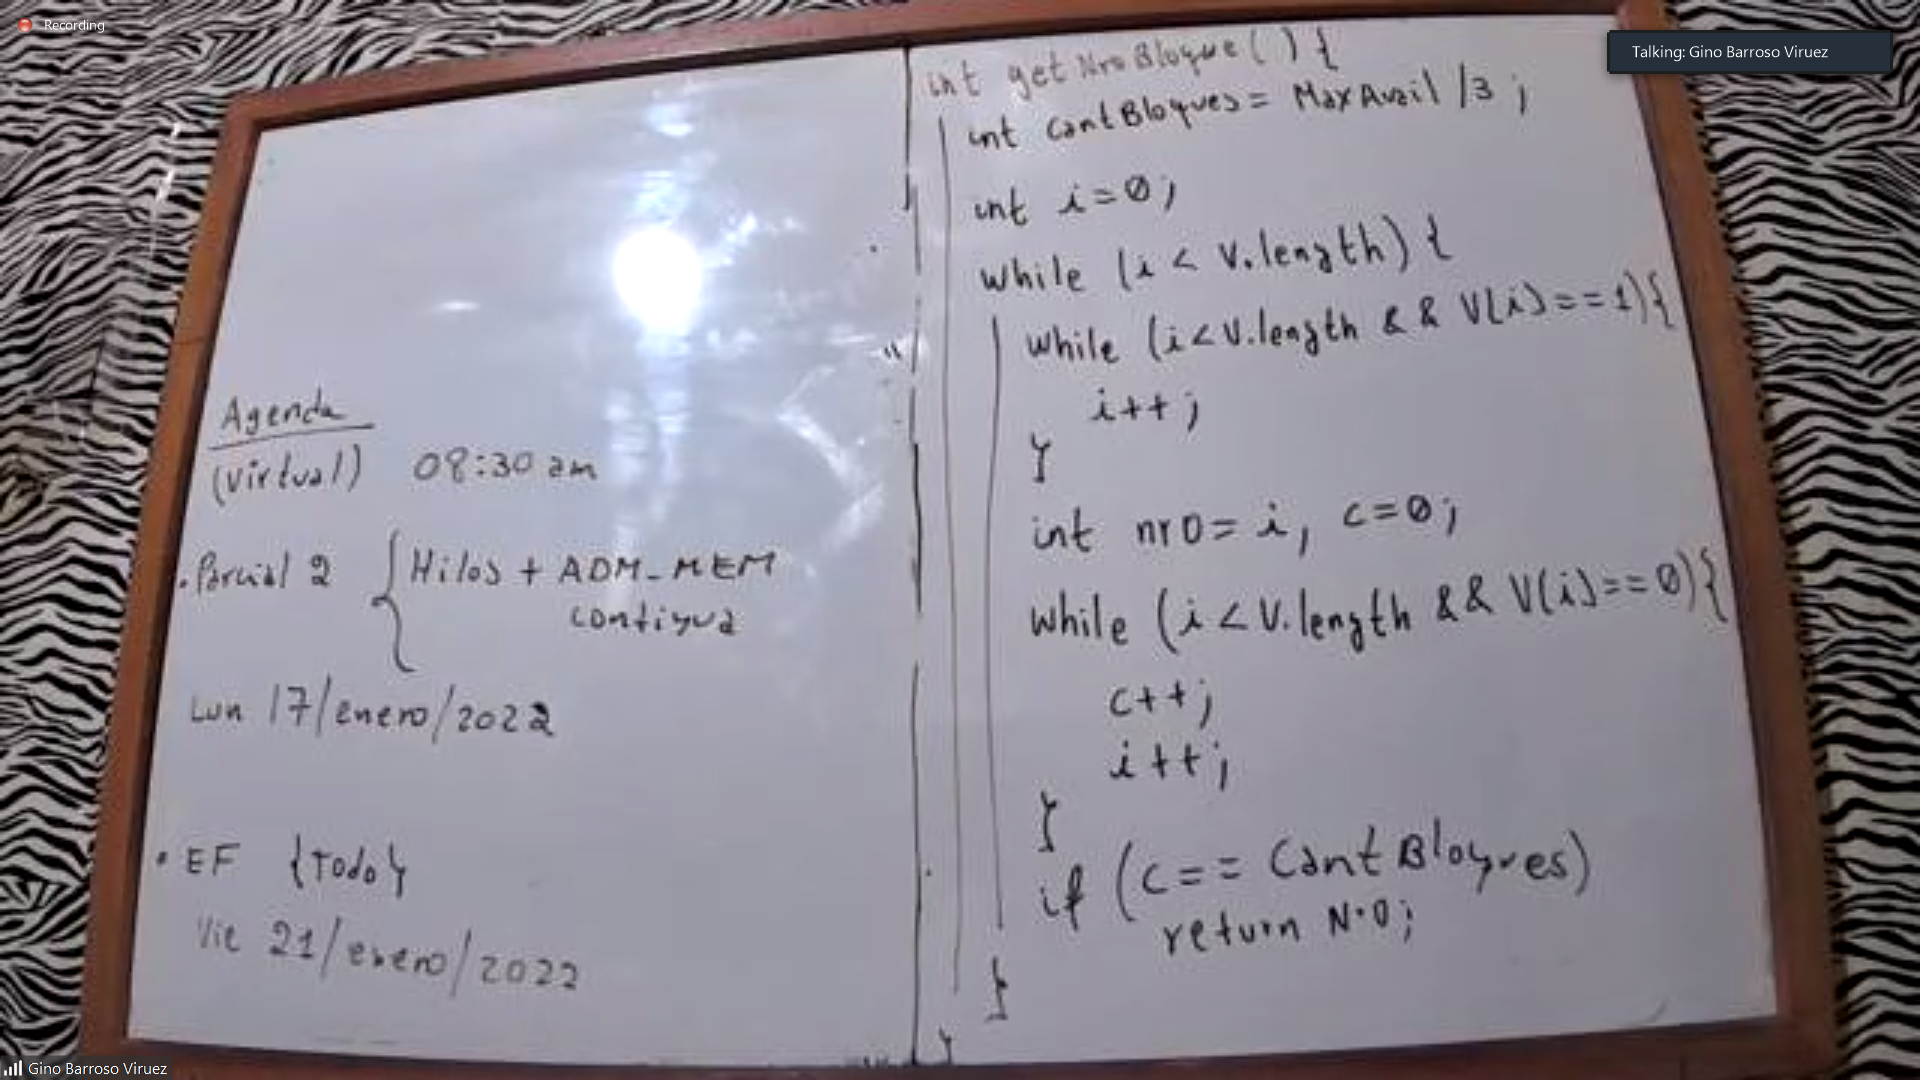 Recording
Talking: Gino Barroso Viruez
Agenda
(virtual) 08:30 am
. Parcial 2 { Hilos + ADM_MEM
contigua
Lun 17/enero/2022
• EF {Todo}
Vie 21/enero/2022
int getNroBloque( ) {
int CantBloques = MaxAvail /3 ;
int i=0;
while (i < V.length) {
while (i<V.length && V[i]==1){
i++;
}
int nro= i, c=0;
while (i<V.length && V[i]==0){
c++;
i++;
}
if (c== CantBloques)
return Nro;
}
}
Gino Barroso Viruez